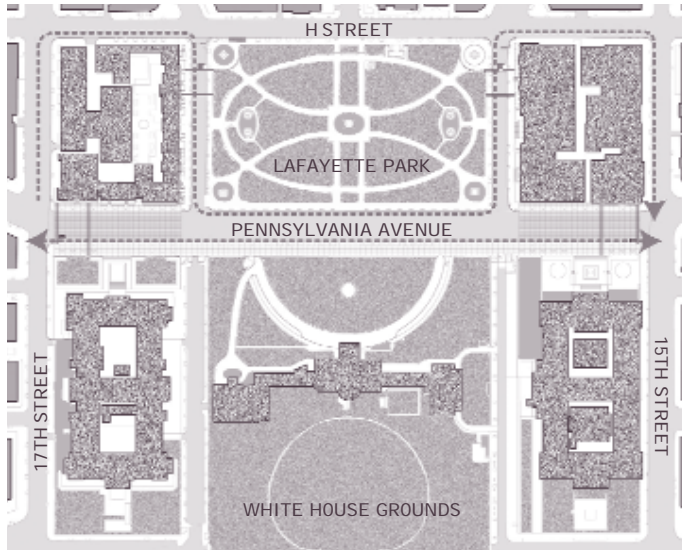 H STREET
LAFAYETTE PARK
PENNSYLVANIA AVENUE
17TH STREET
15TH STREET
WHITE HOUSE GROUNDS